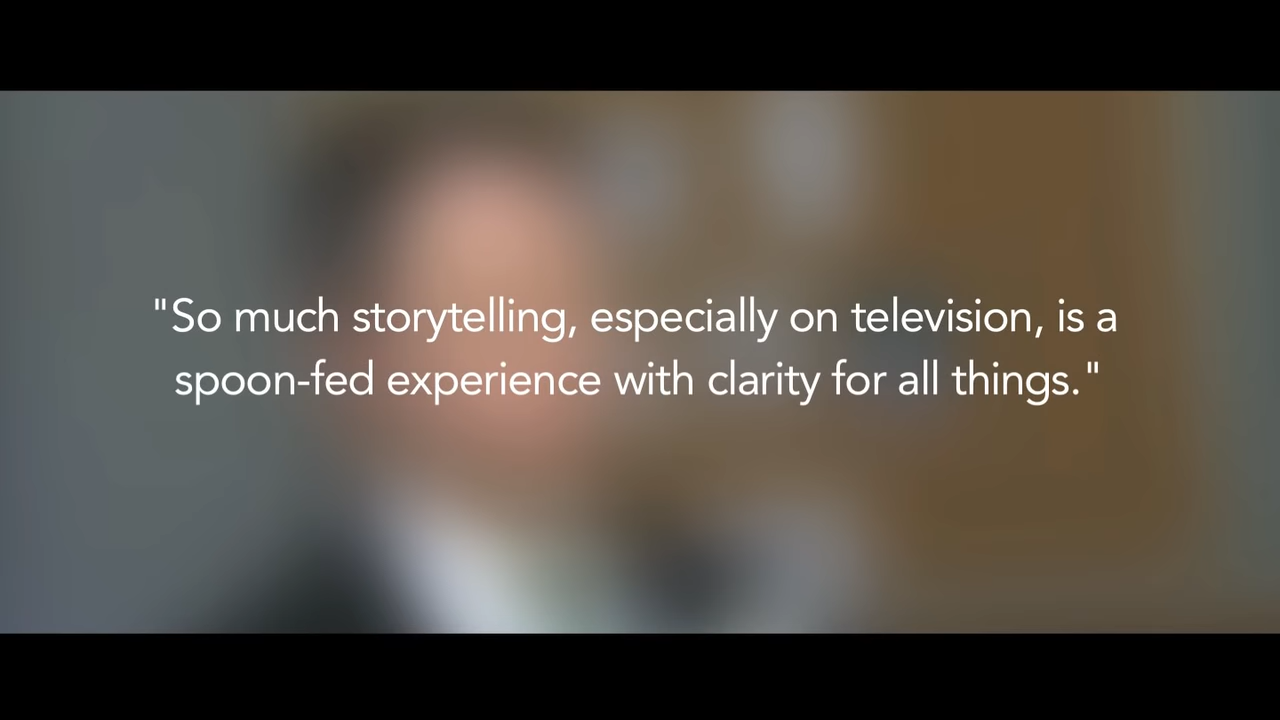 "So much storytelling, especially on television, is a
spoon-fed experience with clarity for all things."